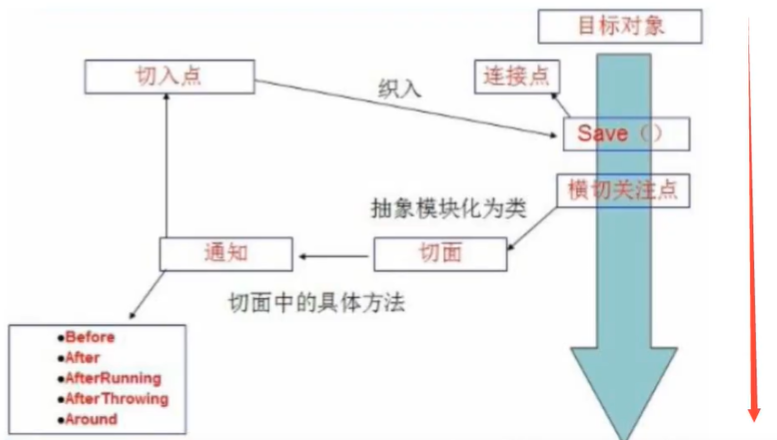 目标对象
切入点
连接点
织入
Save（）
横切关注点
抽象模块化为类
通知
切面
切面中的具体方法
●Before
●After
●AfterRunning
●AfterThrowing
●Around